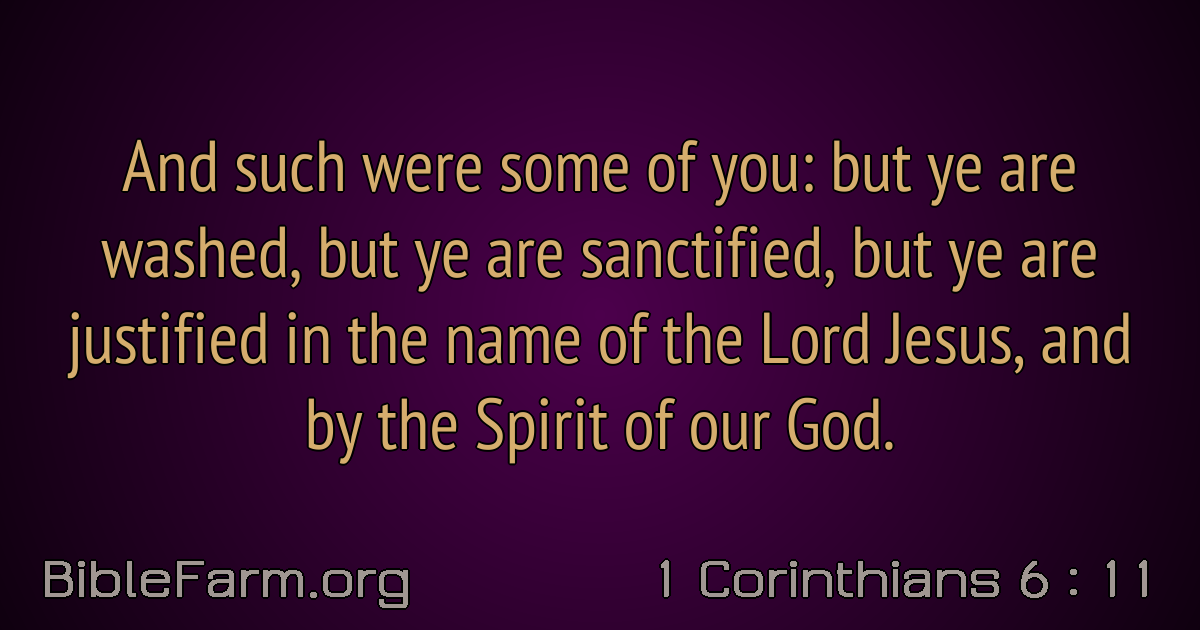 And such were some of you: but ye are
washed, but ye are sanctified, but ye are
justified in the name of the Lord Jesus, and
by the Spirit of our God.
BibleFarm.org
1 Corinthians 6 : 11